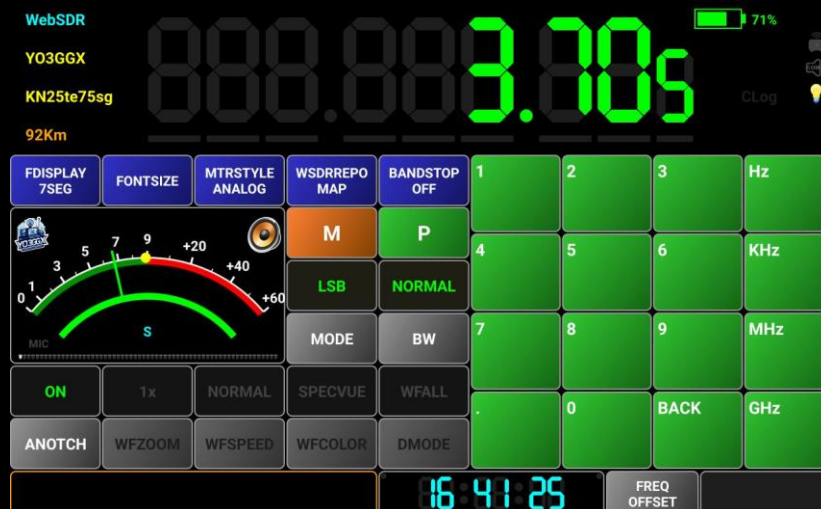 WebSDR
YO3GGX
KN25te75sg
92Km
3.70s
71%
CLog
FDISPLAY
7SEG
FONTSIZE
MTRSTYLE
ANALOG
WSDRREPO
MAP
BANDSTOP
OFF
1
2
3
Hz
M
P
0 1 3 5 7 9 +20 +40 +60
S
MIC
LSB
NORMAL
4
5
6
KHz
MODE
BW
7
8
9
MHz
ON
1x
NORMAL
SPECVUE
WFALL
.
0
BACK
GHz
ANOTCH
WFZOOM
WFSPEED
WFCOLOR
DMODE
16:41:25
FREQ
OFFSET